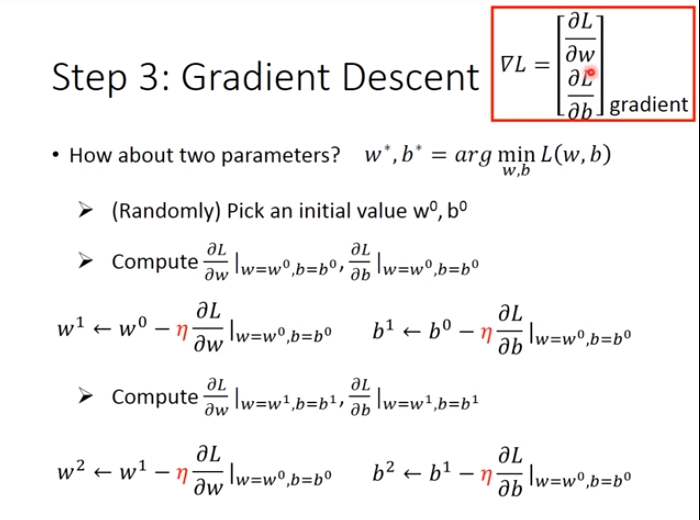 Step 3: Gradient Descent
∇L = [∂L/∂w ∂L/∂b] gradient
• How about two parameters? w*, b* = arg min_{w,b} L(w, b)
➤ (Randomly) Pick an initial value w⁰, b⁰
➤ Compute ∂L/∂w |w=w⁰,b=b⁰, ∂L/∂b |w=w⁰,b=b⁰
w¹ ← w⁰ − η ∂L/∂w |w=w⁰,b=b⁰ b¹ ← b⁰ − η ∂L/∂b |w=w⁰,b=b⁰
➤ Compute ∂L/∂w |w=w¹,b=b¹, ∂L/∂b |w=w¹,b=b¹
w² ← w¹ − η ∂L/∂w |w=w⁰,b=b⁰ b² ← b¹ − η ∂L/∂b |w=w⁰,b=b⁰